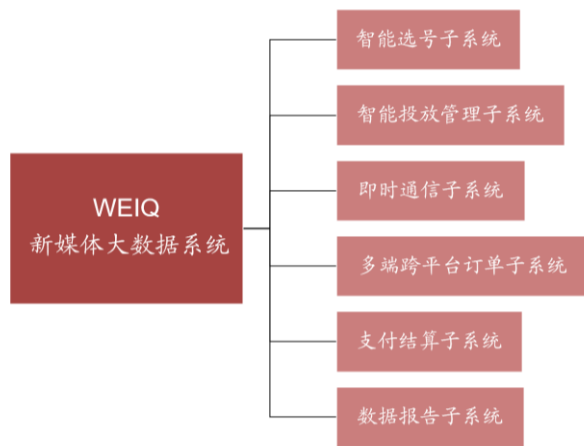 WEIQ
新媒体大数据系统
智能选号子系统
智能投放管理子系统
即时通信子系统
多端跨平台订单子系统
支付结算子系统
数据报告子系统